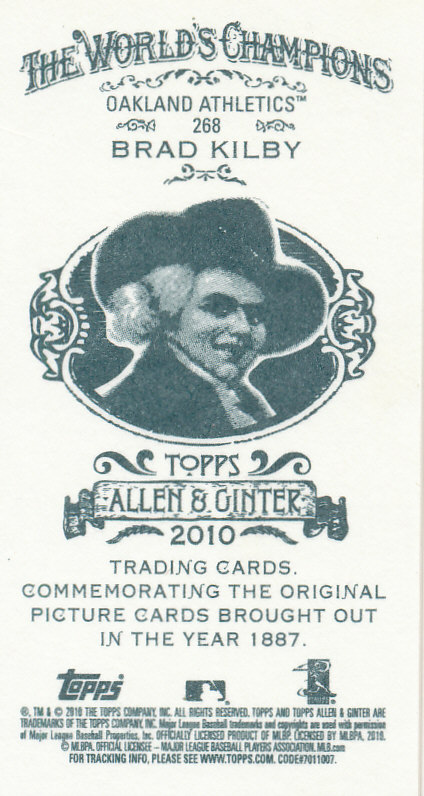 THE WORLD'S CHAMPIONS
OAKLAND ATHLETICS™
268
BRAD KILBY
TOPPS
ALLEN & GINTER
2010
TRADING CARDS.
COMMEMORATING THE ORIGINAL
PICTURE CARDS BROUGHT OUT
IN THE YEAR 1887.
Topps
®, TM & © 2010 THE TOPPS COMPANY, INC. ALL RIGHTS RESERVED. TOPPS AND TOPPS ALLEN & GINTER ARE
TRADEMARKS OF THE TOPPS COMPANY, INC. Major League Baseball trademarks and copyrights are used with permission
of Major League Baseball Properties, Inc. OFFICIALLY LICENSED PRODUCT OF MLBP. LICENSED BY MLBPA, 2010.
© MLBPA. OFFICIAL LICENSEE – MAJOR LEAGUE BASEBALL PLAYERS ASSOCIATION. MLB.com
FOR TRACKING INFO, PLEASE SEE WWW.TOPPS.COM. CODE#7011007.